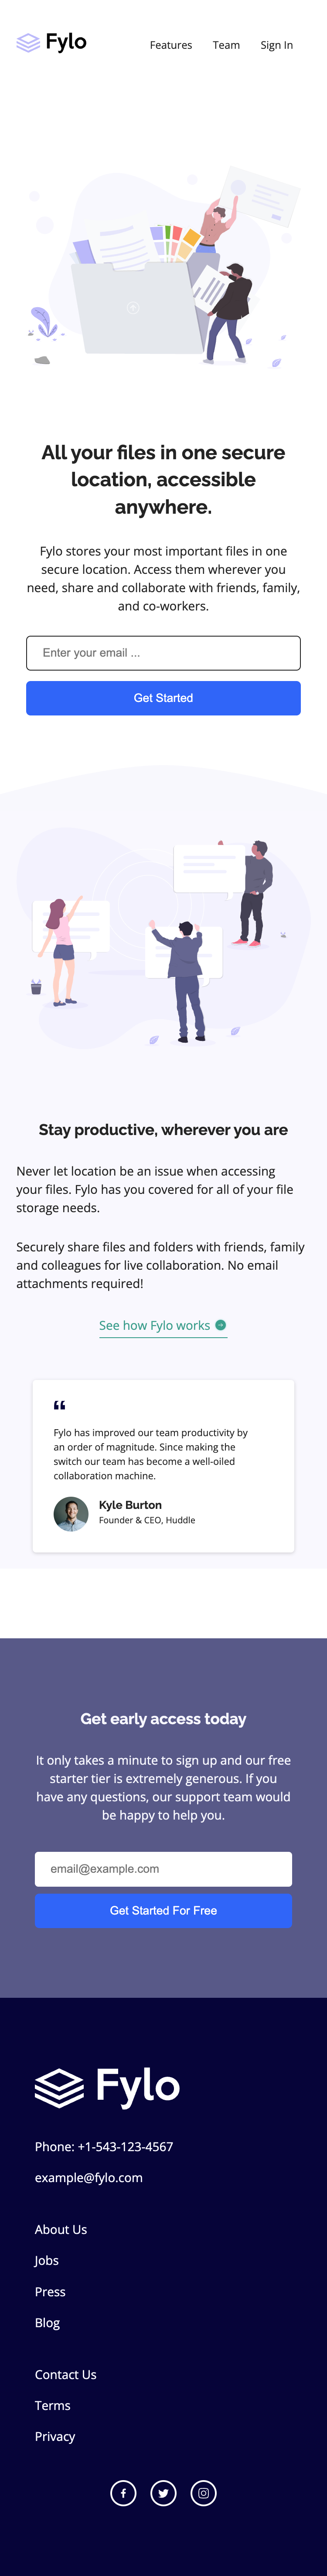 Fylo
Features Team Sign In
All your files in one secure
location, accessible
anywhere.
Fylo stores your most important files in one
secure location. Access them wherever you
need, share and collaborate with friends, family,
and co-workers.
Enter your email ...
Get Started
Stay productive, wherever you are
Never let location be an issue when accessing
your files. Fylo has you covered for all of your file
storage needs.
Securely share files and folders with friends, family
and colleagues for live collaboration. No email
attachments required!
See how Fylo works
“
Fylo has improved our team productivity by
an order of magnitude. Since making the
switch our team has become a well-oiled
collaboration machine.
Kyle Burton
Founder & CEO, Huddle
Get early access today
It only takes a minute to sign up and our free
starter tier is extremely generous. If you
have any questions, our support team would
be happy to help you.
email@example.com
Get Started For Free
Fylo
Phone: +1-543-123-4567
example@fylo.com
About Us
Jobs
Press
Blog
Contact Us
Terms
Privacy